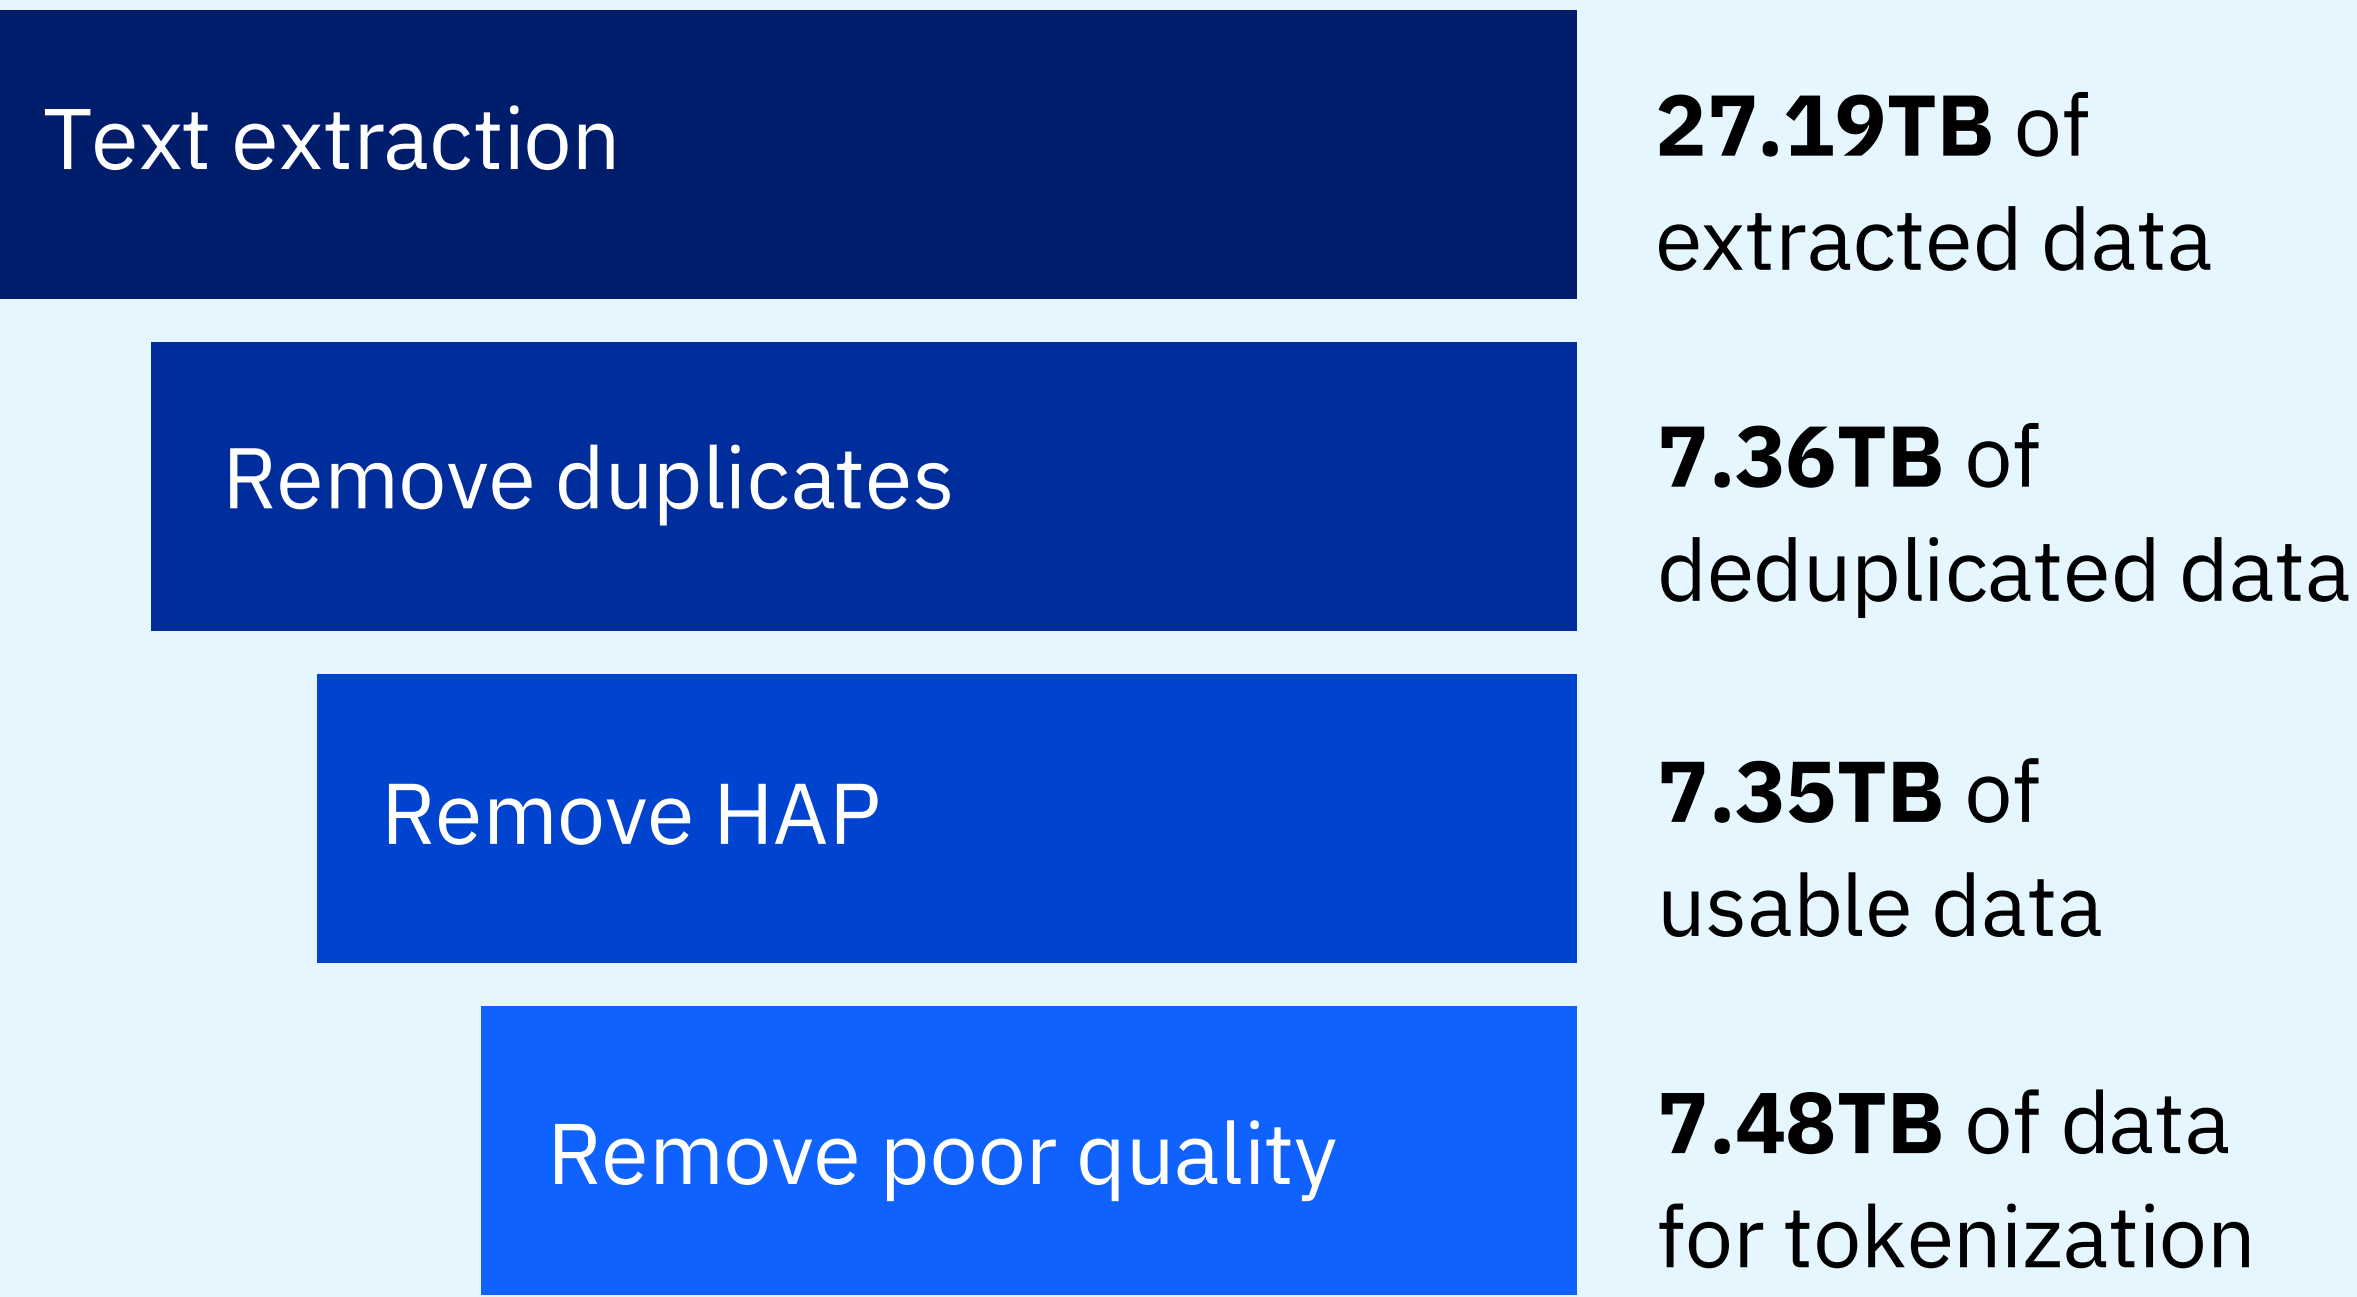 Text extraction
27.19TB of
extracted data
Remove duplicates
7.36TB of
deduplicated data
Remove HAP
7.35TB of
usable data
Remove poor quality
7.48TB of data
for tokenization